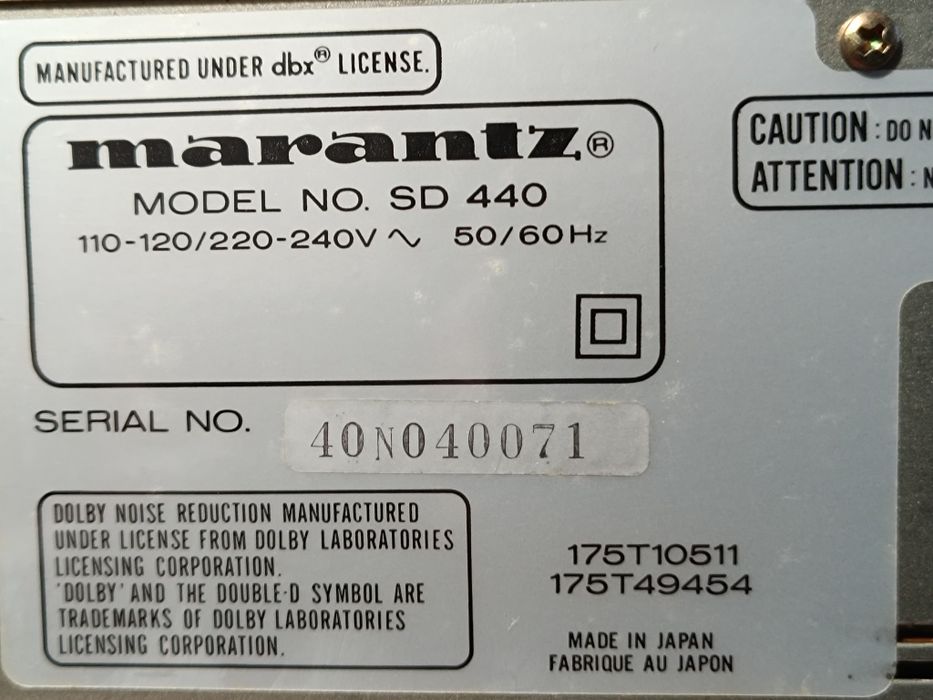 MANUFACTURED UNDER dbx® LICENSE.
marantz®
MODEL NO. SD 440
110-120/220-240V ∿ 50/60Hz
CAUTION : DO N
ATTENTION : N
SERIAL NO. 40N040071
DOLBY NOISE REDUCTION MANUFACTURED
UNDER LICENSE FROM DOLBY LABORATORIES
LICENSING CORPORATION.
'DOLBY' AND THE DOUBLE-D SYMBOL ARE
TRADEMARKS OF DOLBY LABORATORIES
LICENSING CORPORATION.
175T10511
175T49454
MADE IN JAPAN
FABRIQUE AU JAPON